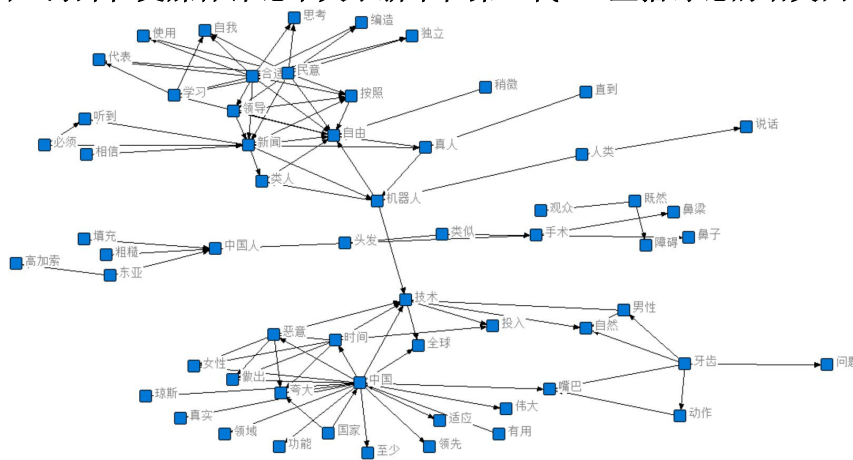 思考
自我
编造
使用
独立
代表
合适
民意
学习
按照
稍微
直到
领导
听到
自由
说话
必须
新闻
真人
相信
人类
类人
机器人
观众
既然
鼻梁
填充
类似
手术
鼻子
中国人
头发
障碍
粗糙
高加索
东亚
技术
男性
恶意
投入
自然
时间
全球
女性
牙齿
做出
中国
夸大
嘴巴
琼斯
伟大
真实
适应
动作
领域
国家
有用
功能
至少
领先